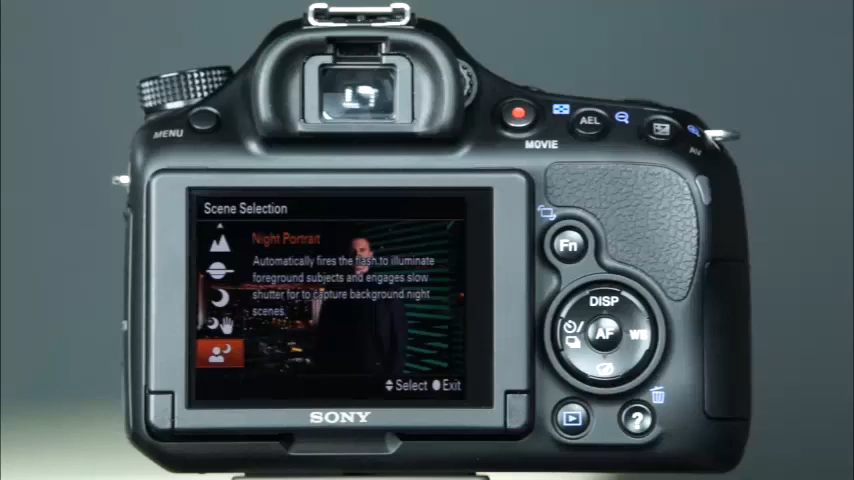 MENU
MOVIE
AEL
AV
Scene Selection
Night Portrait
Automatically fires the flash to illuminate
foreground subjects and engages slow
shutter for to capture background night
scenes.
Select Exit
SONY
Fn
DISP
AF
WB
?